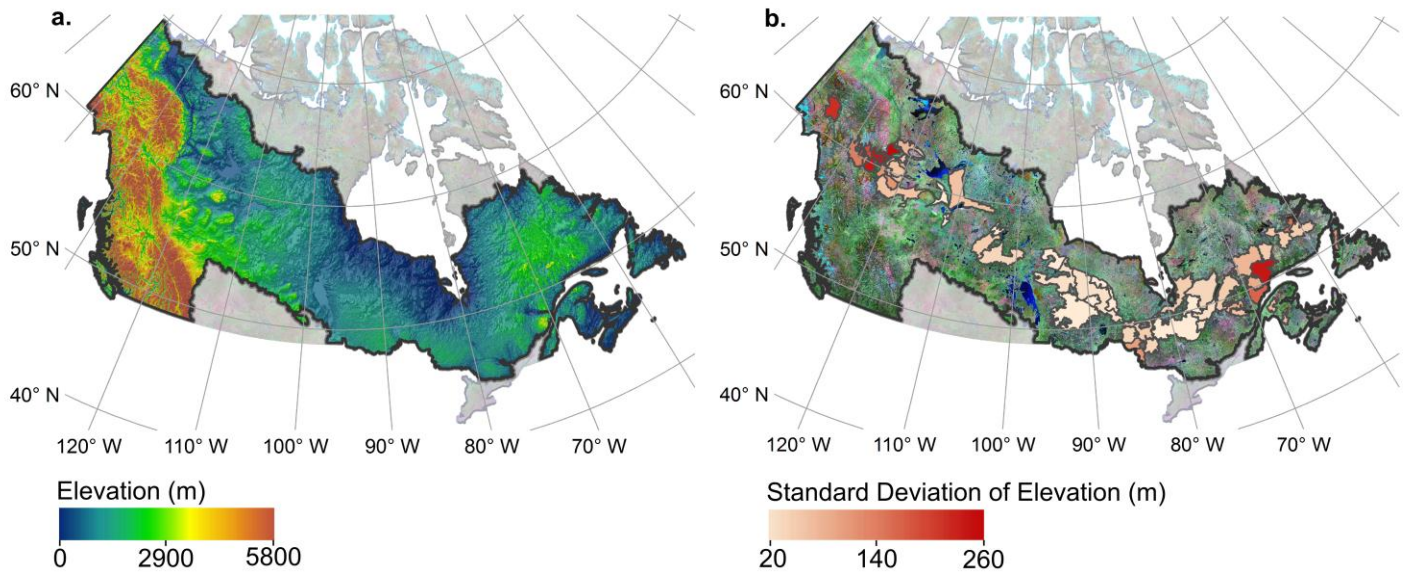 a.
60° N
50° N
40° N
120° W
110° W
100° W
90° W
80° W
70° W
Elevation (m)
0
2900
5800
b.
60° N
50° N
40° N
120° W
110° W
100° W
90° W
80° W
70° W
Standard Deviation of Elevation (m)
20
140
260